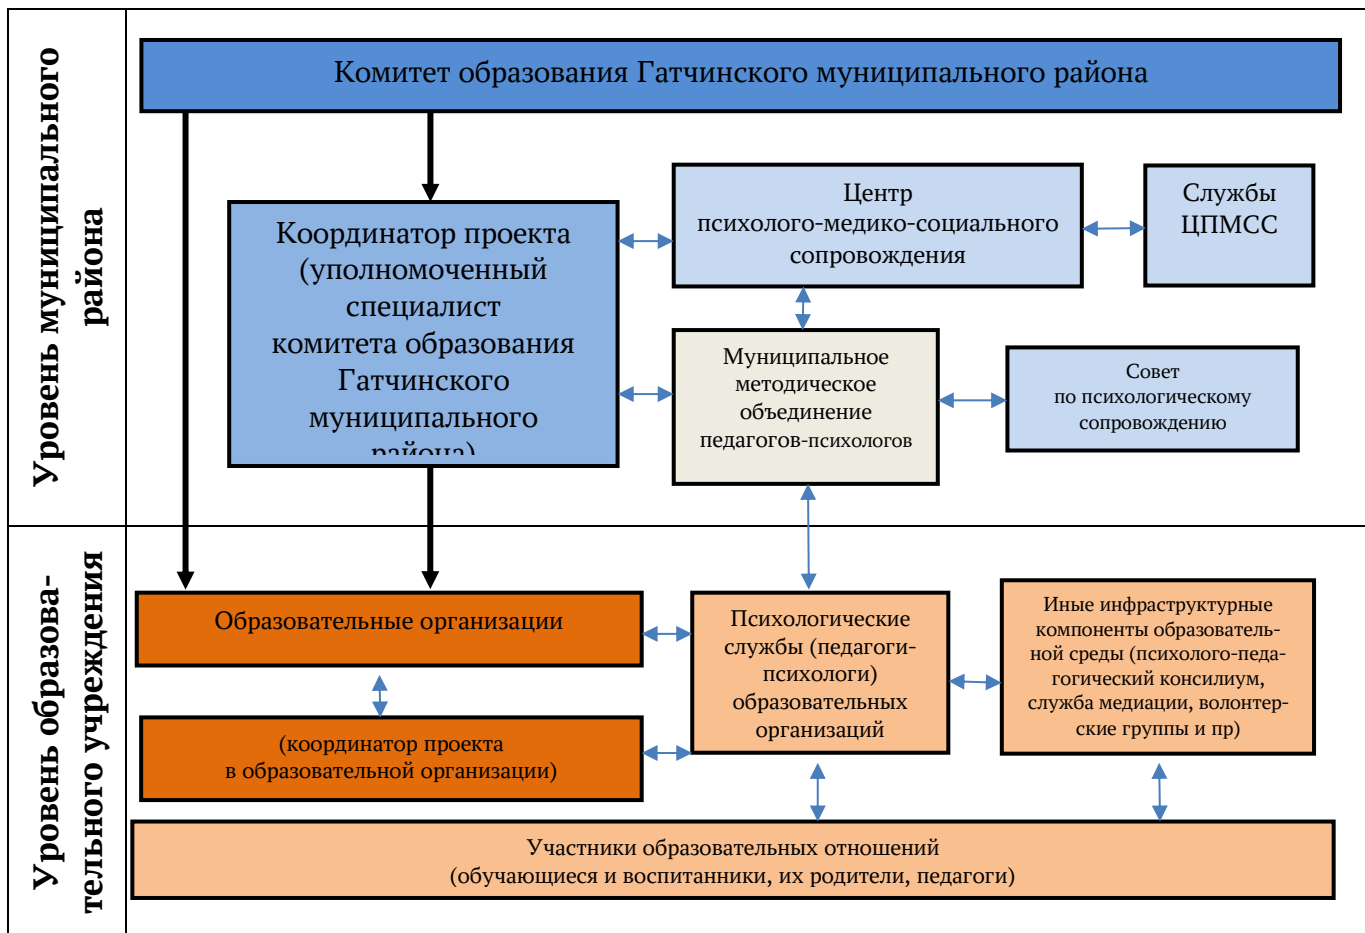 Уровень муниципального
района
Комитет образования Гатчинского муниципального района
Координатор проекта
(уполномоченный
специалист
комитета образования
Гатчинского
муниципального
района)
Центр
психолого-медико-социального
сопровождения
Службы
ЦПМСС
Муниципальное
методическое
объединение
педагогов-психологов
Совет
по психологическому
сопровождению
Уровень образова-
тельного учреждения
Образовательные организации
(координатор проекта
в образовательной организации)
Психологические
службы (педагоги-
психологи)
образовательных
организаций
Иные инфраструктурные
компоненты образователь-
ной среды (психолого-педа-
гогический консилиум,
служба медиации, волонтер-
ские группы и пр)
Участники образовательных отношений
(обучающиеся и воспитанники, их родители, педагоги)